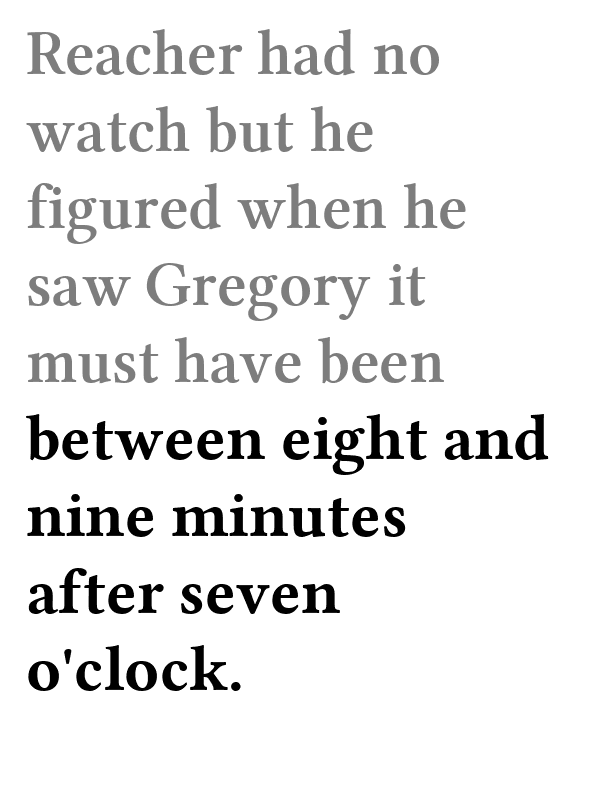 Reacher had no
watch but he
figured when he
saw Gregory it
must have been
between eight and
nine minutes
after seven
o'clock.